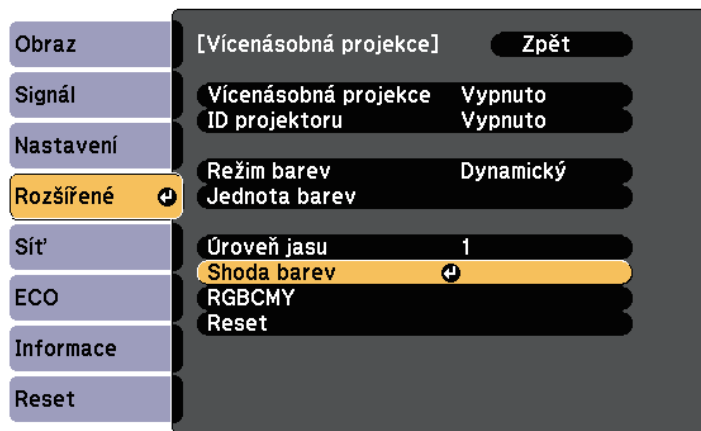 Obraz
Signál
Nastavení
Rozšířené
Síť
ECO
Informace
Reset
[Vícenásobná projekce] Zpět
Vícenásobná projekce Vypnuto
ID projektoru Vypnuto
Režim barev Dynamický
Jednota barev
Úroveň jasu 1
Shoda barev
RGBCMY
Reset